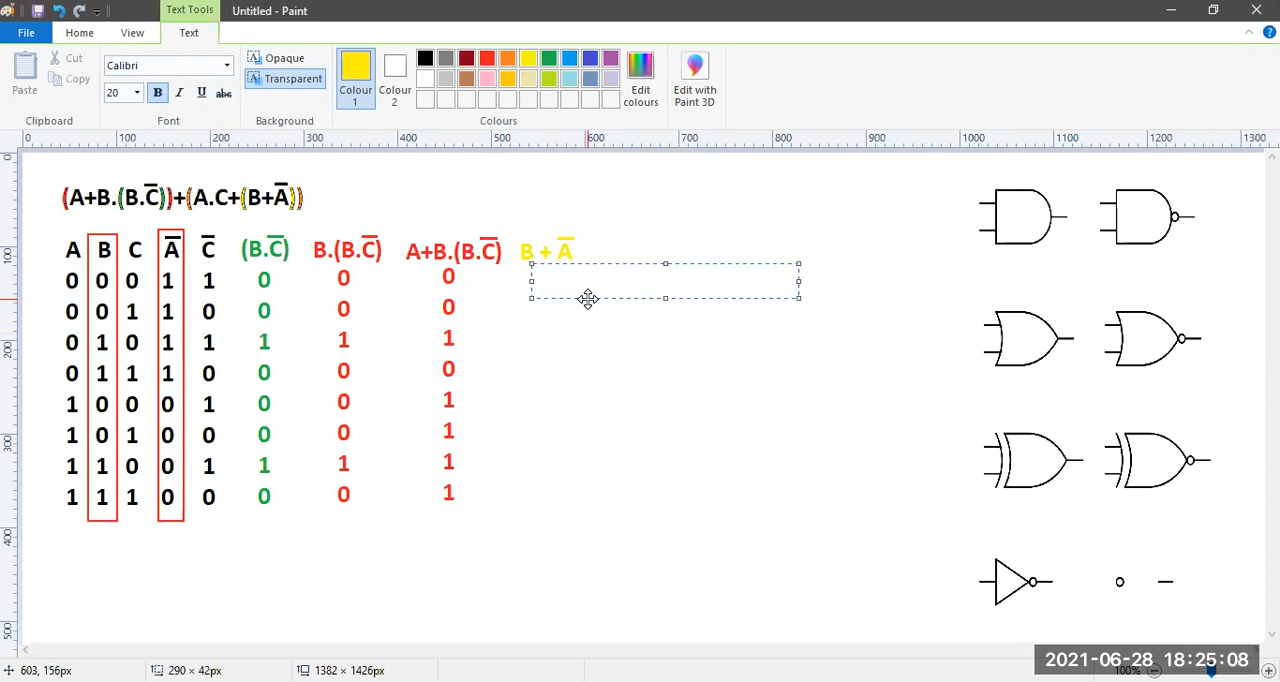 Text Tools
Untitled - Paint
File Home View Text
Paste
Cut
Copy
Clipboard
Calibri
20 B I U abc
Font
Opaque
Transparent
Background
Colour 1
Colour 2
Edit colours
Colours
Edit with Paint 3D
0 100 200 300 400 500 600 700 800 900 1000 1100 1200 1300
0 100 200 300 400 500
(A+B.(B.C̅))+(A.C+(B+A̅))
A B C A̅ C̅ (B.C̅) B.(B.C̅) A+B.(B.C̅) B + A̅
0 0 0 1 1 0 0 0
0 0 1 1 0 0 0 0
0 1 0 1 1 1 1 1
0 1 1 1 0 0 0 0
1 0 0 0 1 0 0 1
1 0 1 0 0 0 0 1
1 1 0 0 1 1 1 1
1 1 1 0 0 0 0 1
603, 156px
290 × 42px
1382 × 1426px
100%
2021-06-28 18:25:08